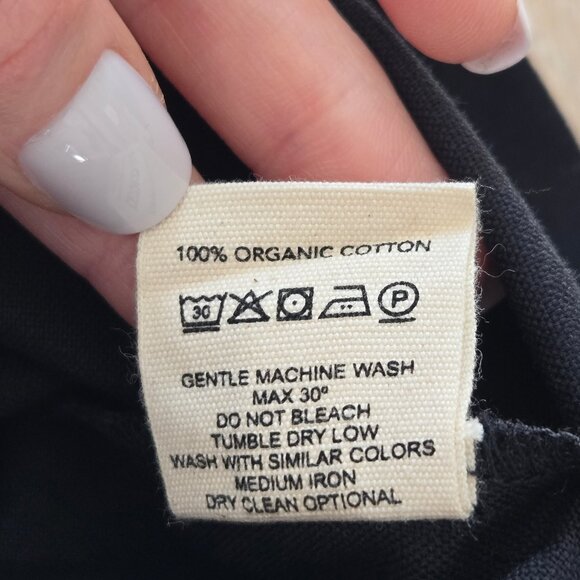 100% ORGANIC COTTON
30 P
GENTLE MACHINE WASH
MAX 30º
DO NOT BLEACH
TUMBLE DRY LOW
WASH WITH SIMILAR COLORS
MEDIUM IRON
DRY CLEAN OPTIONAL